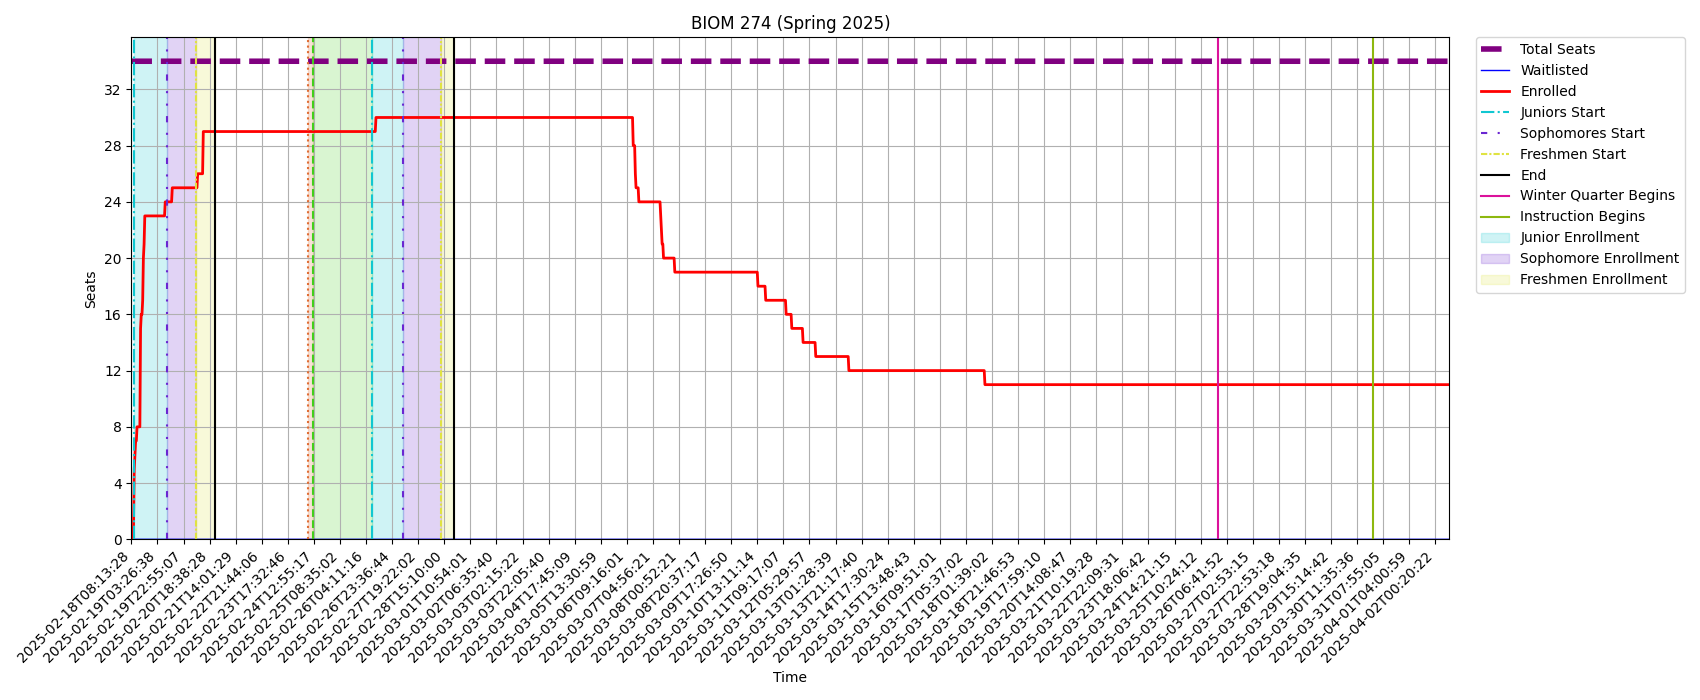 BIOM 274 (Spring 2025)
Total Seats
Waitlisted
Enrolled
Juniors Start
Sophomores Start
Freshmen Start
End
Winter Quarter Begins
Instruction Begins
Junior Enrollment
Sophomore Enrollment
Freshmen Enrollment
Seats
32
28
24
20
16
12
8
4
0
2025-02-18T08:13:28
2025-02-19T03:26:38
2025-02-19T22:55:07
2025-02-20T18:38:28
2025-02-21T14:01:29
2025-02-22T21:44:06
2025-02-23T17:32:46
2025-02-24T12:55:17
2025-02-25T08:35:02
2025-02-26T04:11:16
2025-02-26T23:36:44
2025-02-27T19:22:02
2025-02-28T15:10:00
2025-03-01T10:54:01
2025-03-02T06:35:40
2025-03-03T02:15:22
2025-03-03T22:05:40
2025-03-04T17:45:09
2025-03-05T13:30:59
2025-03-06T09:16:01
2025-03-07T04:56:21
2025-03-08T00:52:21
2025-03-08T20:37:17
2025-03-09T17:26:50
2025-03-10T13:11:14
2025-03-11T09:17:07
2025-03-12T05:29:57
2025-03-13T01:28:39
2025-03-13T21:17:40
2025-03-14T17:30:24
2025-03-15T13:48:43
2025-03-16T09:51:01
2025-03-17T05:37:02
2025-03-18T01:39:02
2025-03-18T21:46:53
2025-03-19T17:59:10
2025-03-20T14:08:47
2025-03-21T10:19:28
2025-03-22T22:09:31
2025-03-23T18:06:42
2025-03-24T14:21:15
2025-03-25T10:24:12
2025-03-26T06:41:52
2025-03-27T02:53:15
2025-03-27T22:53:18
2025-03-28T19:04:35
2025-03-29T15:14:42
2025-03-30T11:35:36
2025-03-31T07:55:05
2025-04-01T04:00:59
2025-04-02T00:20:22
Time